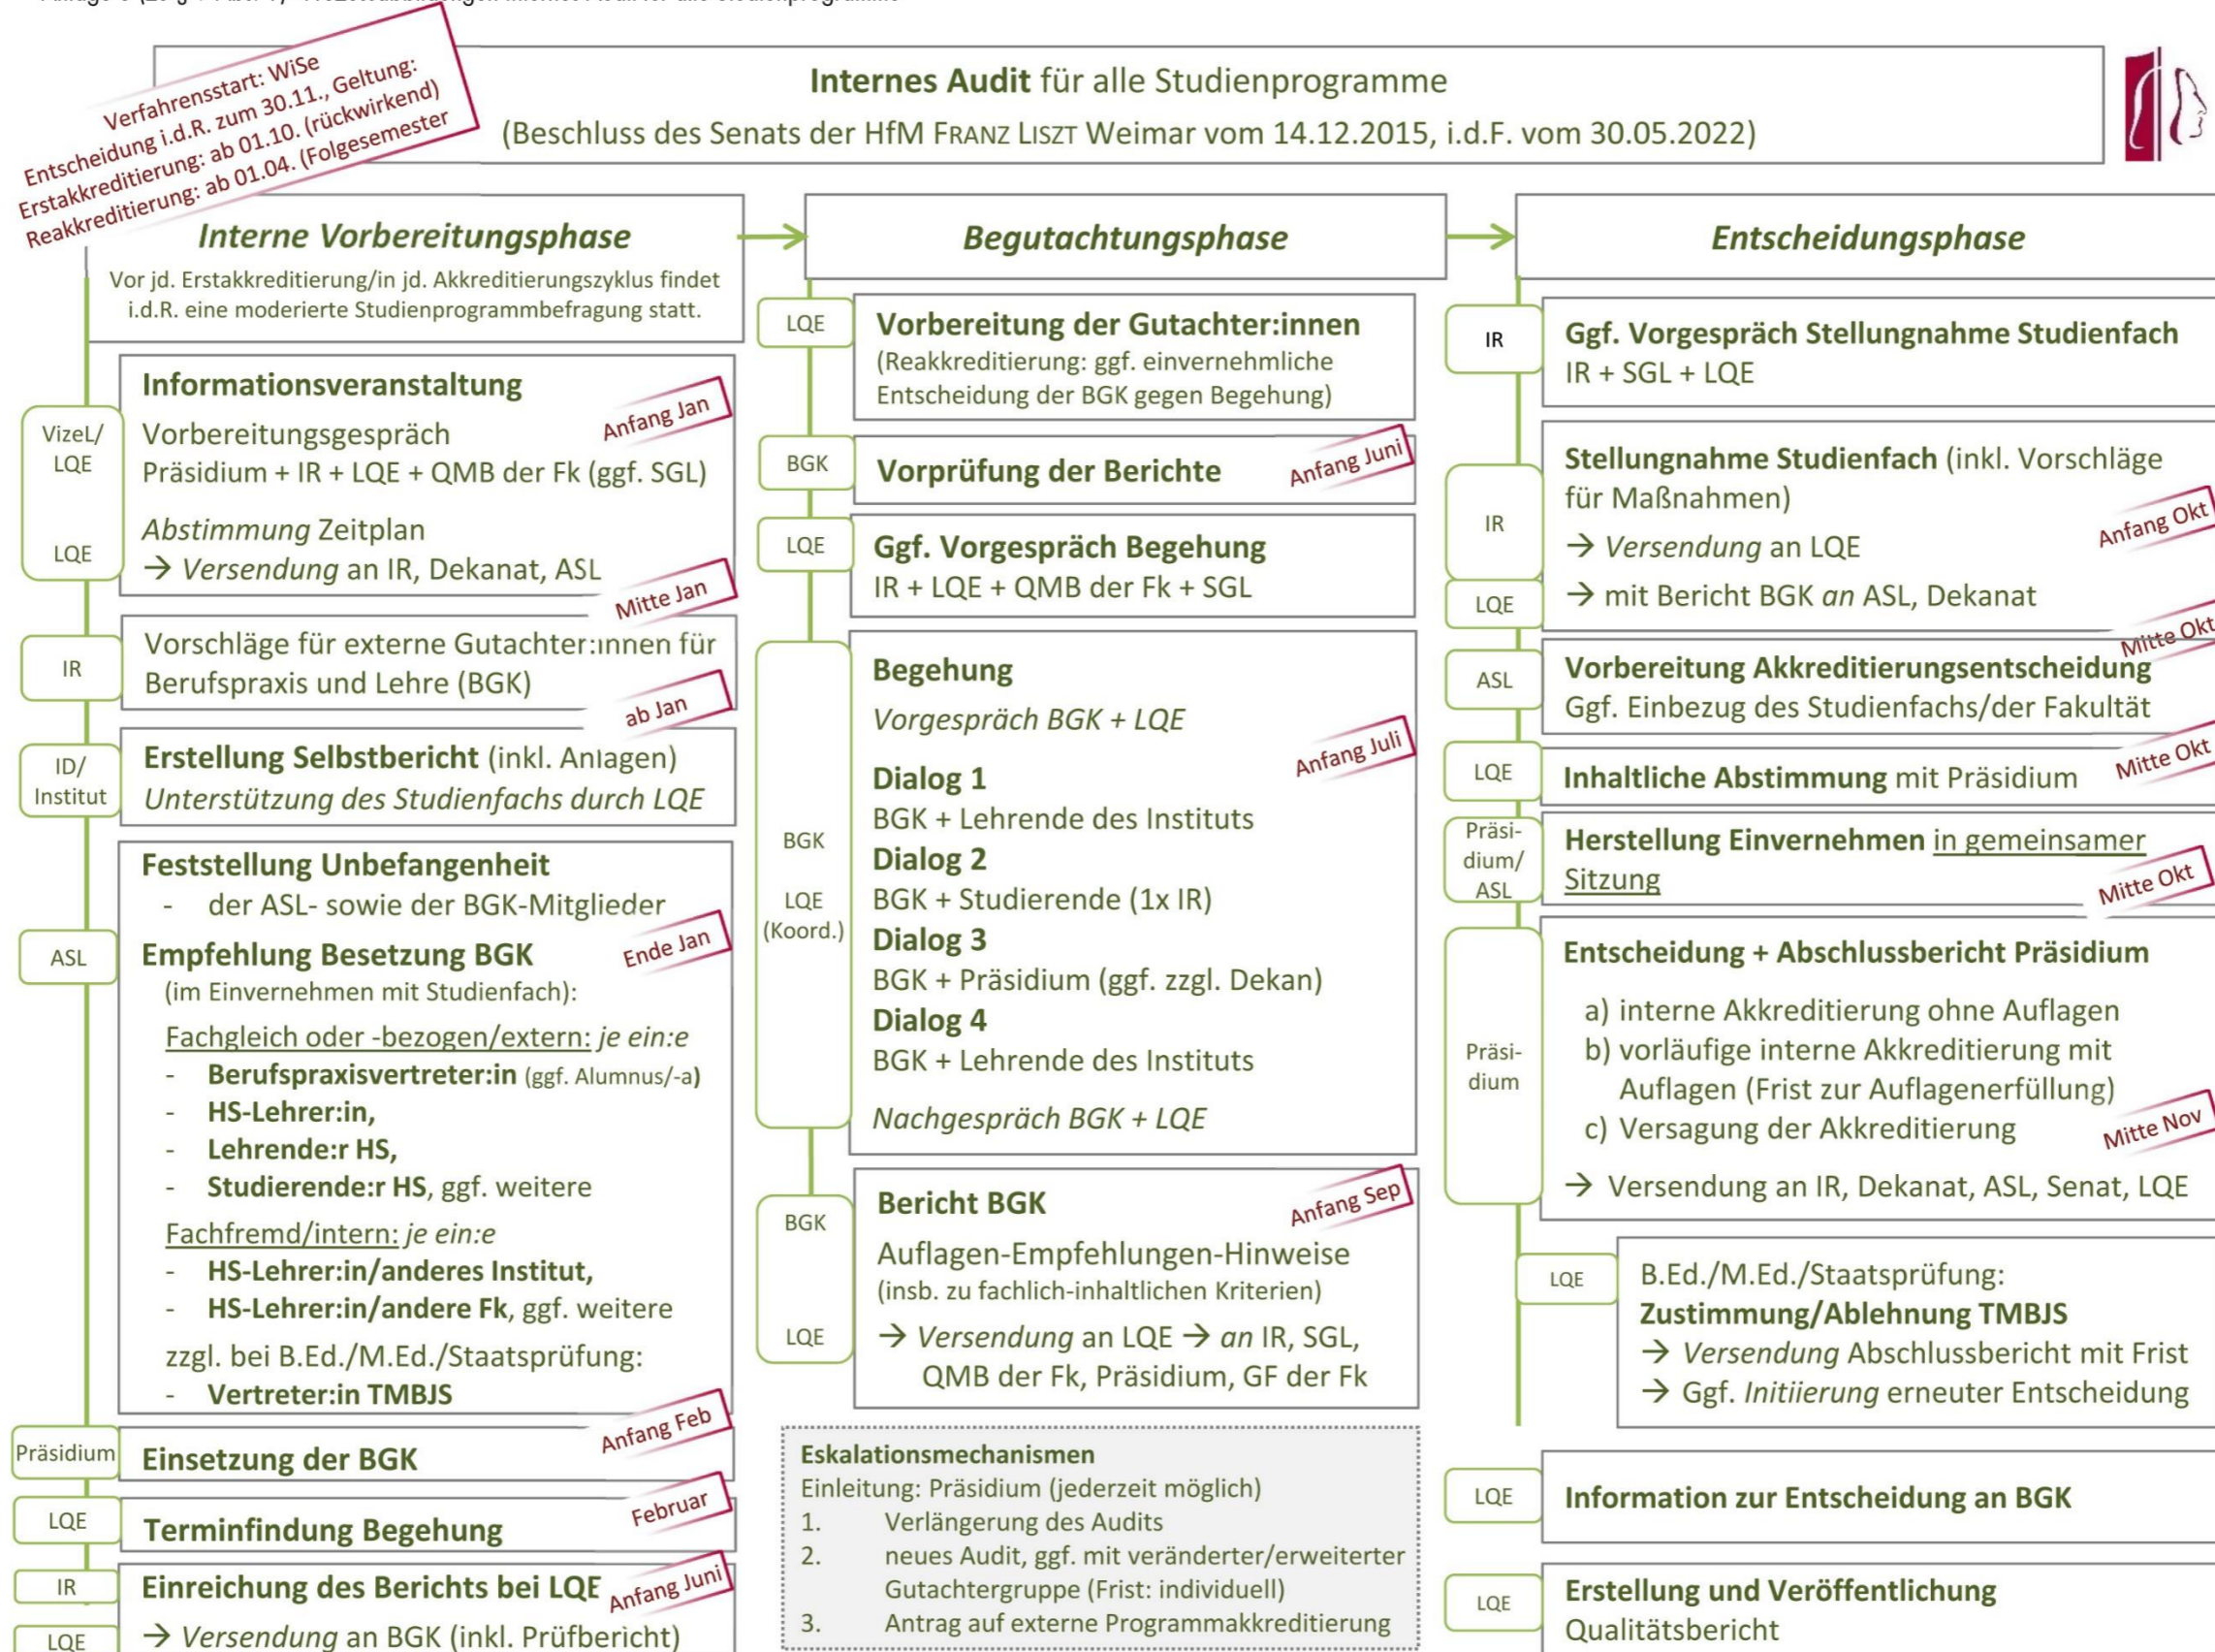 Internes Audit für alle Studienprogramme
(Beschluss des Senats der HfM FRANZ LISZT Weimar vom 14.12.2015, i.d.F. vom 30.05.2022)
Verfahrensstart: WiSe
Entscheidung i.d.R. zum 30.11., Geltung:
Erstakkreditierung: ab 01.10. (rückwirkend)
Reakkreditierung: ab 01.04. (Folgesemester
Interne Vorbereitungsphase
Vor jd. Erstakkreditierung/in jd. Akkreditierungszyklus findet
i.d.R. eine moderierte Studienprogrammbefragung statt.
VizeL/
LQE
LQE
Informationsveranstaltung
Anfang Jan
Vorbereitungsgespräch
Präsidium + IR + LQE + QMB der Fk (ggf. SGL)
Abstimmung Zeitplan
→ Versendung an IR, Dekanat, ASL
Mitte Jan
IR
Vorschläge für externe Gutachter:innen für
Berufspraxis und Lehre (BGK)
ab Jan
ID/
Institut
Erstellung Selbstbericht (inkl. Anlagen)
Unterstützung des Studienfachs durch LQE
ASL
Feststellung Unbefangenheit
- der ASL- sowie der BGK-Mitglieder
Ende Jan
Empfehlung Besetzung BGK
(im Einvernehmen mit Studienfach):
Fachgleich oder -bezogen/extern: je ein:e
- Berufspraxisvertreter:in (ggf. Alumnus/-a)
- HS-Lehrer:in,
- Lehrende:r HS,
- Studierende:r HS, ggf. weitere
Fachfremd/intern: je ein:e
- HS-Lehrer:in/anderes Institut,
- HS-Lehrer:in/andere Fk, ggf. weitere
zzgl. bei B.Ed./M.Ed./Staatsprüfung:
- Vertreter:in TMBJS
Präsidium
Einsetzung der BGK
Anfang Feb
LQE
Terminfindung Begehung
Februar
IR
Einreichung des Berichts bei LQE
Anfang Juni
LQE
→ Versendung an BGK (inkl. Prüfbericht)
Begutachtungsphase
LQE
Vorbereitung der Gutachter:innen
(Reakkreditierung: ggf. einvernehmliche
Entscheidung der BGK gegen Begehung)
BGK
Vorprüfung der Berichte
Anfang Juni
LQE
Ggf. Vorgespräch Begehung
IR + LQE + QMB der Fk + SGL
BGK
LQE
(Koord.)
Begehung
Vorgespräch BGK + LQE
Anfang Juli
Dialog 1
BGK + Lehrende des Instituts
Dialog 2
BGK + Studierende (1x IR)
Dialog 3
BGK + Präsidium (ggf. zzgl. Dekan)
Dialog 4
BGK + Lehrende des Instituts
Nachgespräch BGK + LQE
BGK
LQE
Bericht BGK
Anfang Sep
Auflagen-Empfehlungen-Hinweise
(insb. zu fachlich-inhaltlichen Kriterien)
→ Versendung an LQE → an IR, SGL,
QMB der Fk, Präsidium, GF der Fk
Eskalationsmechanismen
Einleitung: Präsidium (jederzeit möglich)
1. Verlängerung des Audits
2. neues Audit, ggf. mit veränderter/erweiterter
Gutachtergruppe (Frist: individuell)
3. Antrag auf externe Programmakkreditierung
Entscheidungsphase
IR
Ggf. Vorgespräch Stellungnahme Studienfach
IR + SGL + LQE
IR
Stellungnahme Studienfach (inkl. Vorschläge
für Maßnahmen)
Anfang Okt
→ Versendung an LQE
LQE
→ mit Bericht BGK an ASL, Dekanat
Mitte Okt
ASL
Vorbereitung Akkreditierungsentscheidung
Ggf. Einbezug des Studienfachs/der Fakultät
Mitte Okt
LQE
Inhaltliche Abstimmung mit Präsidium
Präsi-
dium/
ASL
Herstellung Einvernehmen in gemeinsamer
Sitzung
Mitte Okt
Präsi-
dium
Entscheidung + Abschlussbericht Präsidium
a) interne Akkreditierung ohne Auflagen
b) vorläufige interne Akkreditierung mit
Auflagen (Frist zur Auflagenerfüllung)
c) Versagung der Akkreditierung
Mitte Nov
→ Versendung an IR, Dekanat, ASL, Senat, LQE
LQE
B.Ed./M.Ed./Staatsprüfung:
Zustimmung/Ablehnung TMBJS
→ Versendung Abschlussbericht mit Frist
→ Ggf. Initiierung erneuter Entscheidung
LQE
Information zur Entscheidung an BGK
LQE
Erstellung und Veröffentlichung
Qualitätsbericht